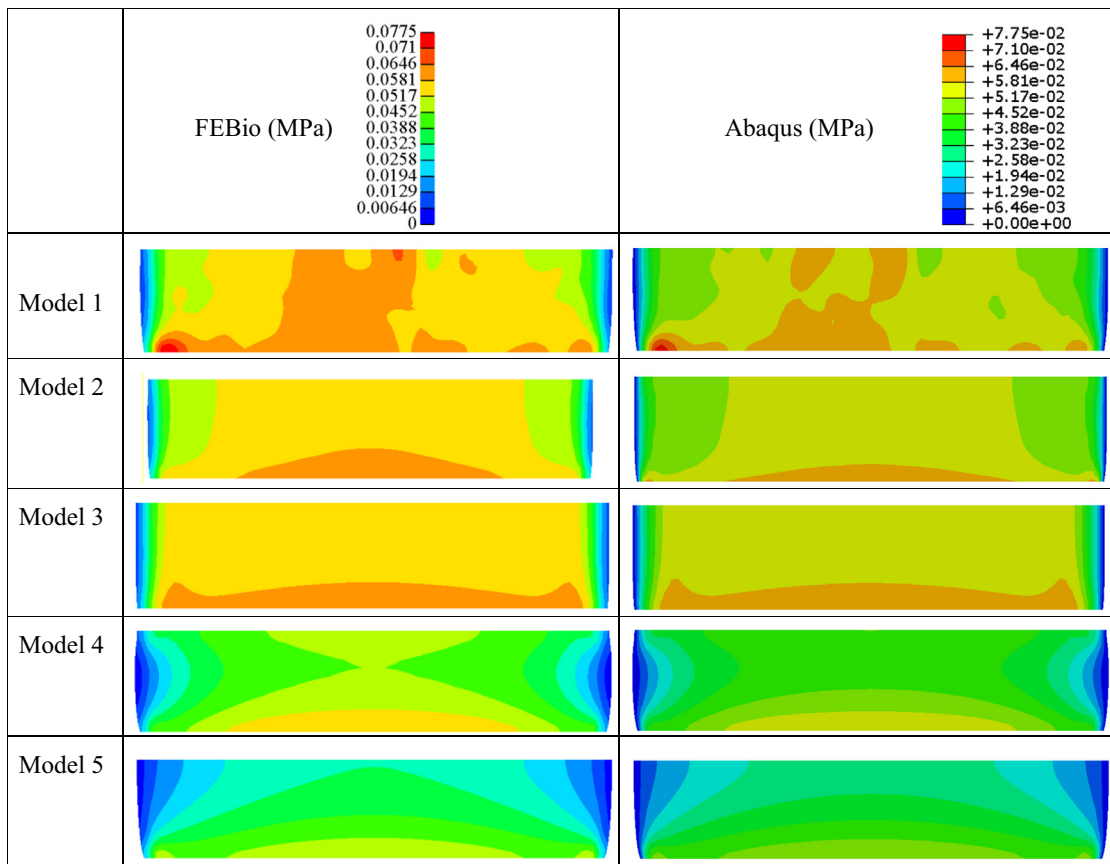 FEBio (MPa)
0.0775
0.071
0.0646
0.0581
0.0517
0.0452
0.0388
0.0323
0.0258
0.0194
0.0129
0.00646
0
Abaqus (MPa)
+7.75e-02
+7.10e-02
+6.46e-02
+5.81e-02
+5.17e-02
+4.52e-02
+3.88e-02
+3.23e-02
+2.58e-02
+1.94e-02
+1.29e-02
+6.46e-03
+0.00e+00
Model 1
Model 2
Model 3
Model 4
Model 5